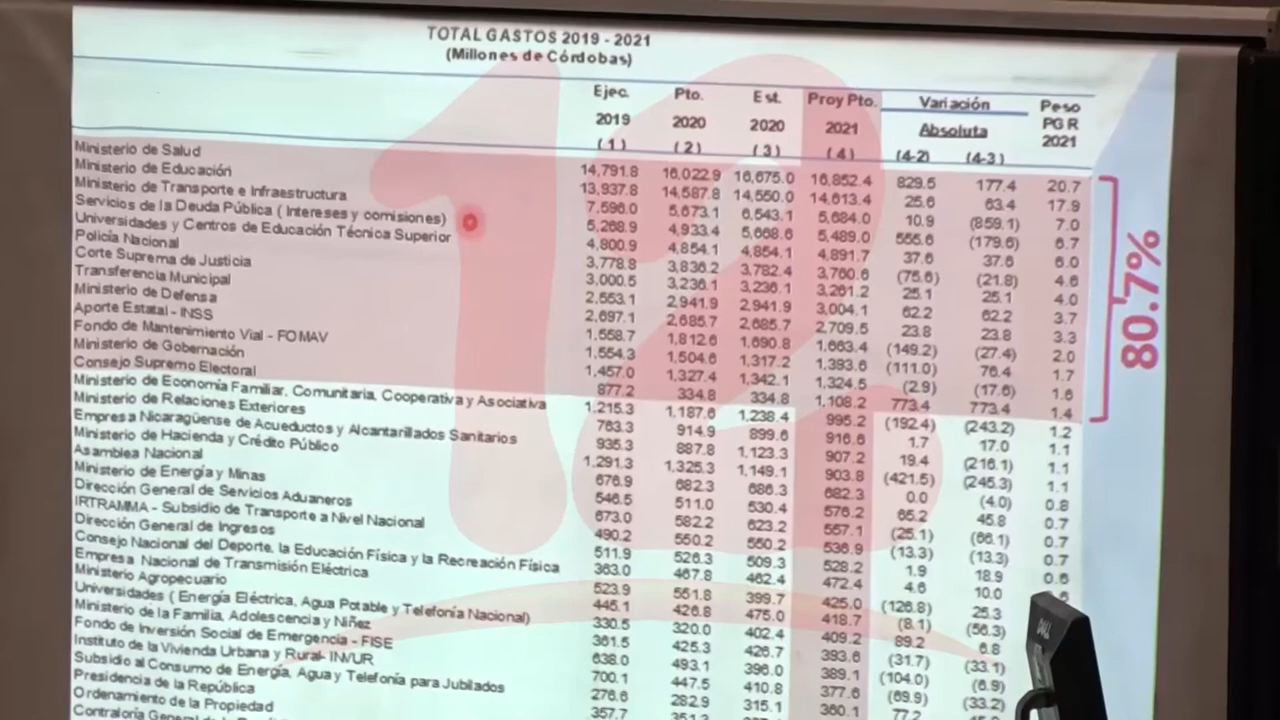 TOTAL GASTOS 2019 - 2021
(Millones de Córdobas)
Ejec. Pto. Est. Proy Pto. Variación Peso
2019 2020 2020 2021 Absoluta PGR
( 1 ) ( 2 ) ( 3 ) ( 4 ) (4-2) (4-3) 2021
Ministerio de Salud 14,791.8 16,022.9 16,675.0 16,852.4 829.5 177.4 20.7
Ministerio de Educación 13,937.8 14,587.8 14,550.0 14,613.4 25.6 63.4 17.9
Ministerio de Transporte e Infraestructura 7,596.0 5,673.1 6,543.1 5,684.0 10.9 (859.1) 7.0
Servicios de la Deuda Pública ( Intereses y comisiones) 5,268.9 4,933.4 5,668.6 5,489.0 555.6 (179.6) 6.7
Universidades y Centros de Educación Técnica Superior 4,800.9 4,854.1 4,854.1 4,891.7 37.6 37.6 6.0
Policía Nacional 3,778.8 3,836.2 3,782.4 3,760.6 (75.6) (21.8) 4.6
Corte Suprema de Justicia 3,000.5 3,236.1 3,236.1 3,261.2 25.1 25.1 4.0
Transferencia Municipal 2,553.1 2,941.9 2,941.9 3,004.1 62.2 62.2 3.7
Ministerio de Defensa 2,697.1 2,685.7 2,685.7 2,709.5 23.8 23.8 3.3
Aporte Estatal - INSS 1,558.7 1,812.6 1,690.8 1,663.4 (149.2) (27.4) 2.0
Fondo de Mantenimiento Vial - FOMAV 1,554.3 1,504.6 1,317.2 1,393.6 (111.0) 76.4 1.7
Ministerio de Gobernación 1,457.0 1,327.4 1,342.1 1,324.5 (2.9) (17.6) 1.6
Consejo Supremo Electoral 877.2 334.8 334.8 1,108.2 773.4 773.4 1.4
80.7%
Ministerio de Economía Familiar, Comunitaria, Cooperativa y Asociativa 1,215.3 1,187.6 1,238.4 995.2 (192.4) (243.2) 1.2
Ministerio de Relaciones Exteriores 763.3 914.9 899.6 916.6 1.7 17.0 1.1
Empresa Nicaragüense de Acueductos y Alcantarillados Sanitarios 935.3 887.8 1,123.3 907.2 19.4 (216.1) 1.1
Ministerio de Hacienda y Crédito Público 1,291.3 1,325.3 1,149.1 903.8 (421.5) (245.3) 1.1
Asamblea Nacional 676.9 682.3 686.3 682.3 0.0 (4.0) 0.8
Ministerio de Energía y Minas 546.5 511.0 530.4 576.2 65.2 45.8 0.7
Dirección General de Servicios Aduaneros 673.0 582.2 623.2 557.1 (25.1) (66.1) 0.7
IRTRAMMA - Subsidio de Transporte a Nivel Nacional 490.2 550.2 550.2 536.9 (13.3) (13.3) 0.7
Dirección General de Ingresos 511.9 526.3 509.3 528.2 1.9 18.9 0.6
Consejo Nacional del Deporte, la Educación Física y la Recreación Física 363.0 467.8 462.4 472.4 4.6 10.0
Empresa Nacional de Transmisión Eléctrica 523.9 551.8 399.7 425.0 (126.8) 25.3
Ministerio Agropecuario 445.1 426.8 475.0 418.7 (8.1) (56.3)
Universidades ( Energía Eléctrica, Agua Potable y Telefonía Nacional) 330.5 320.0 402.4 409.2 89.2 6.8
Ministerio de la Familia, Adolescencia y Niñez 361.5 425.3 426.7 393.6 (31.7) (33.1)
Fondo de Inversión Social de Emergencia - FISE 638.0 493.1 396.0 389.1 (104.0) (6.9)
Instituto de la Vivienda Urbana y Rural- INVUR 700.1 447.5 410.8 377.6 (69.9) (33.2)
Subsidio al Consumo de Energía, Agua y Telefonía para Jubilados 276.6 282.9 315.1 360.1 77.2
Presidencia de la República 357.7
Ordenamiento de la Propiedad
Contraloría General de
DELL